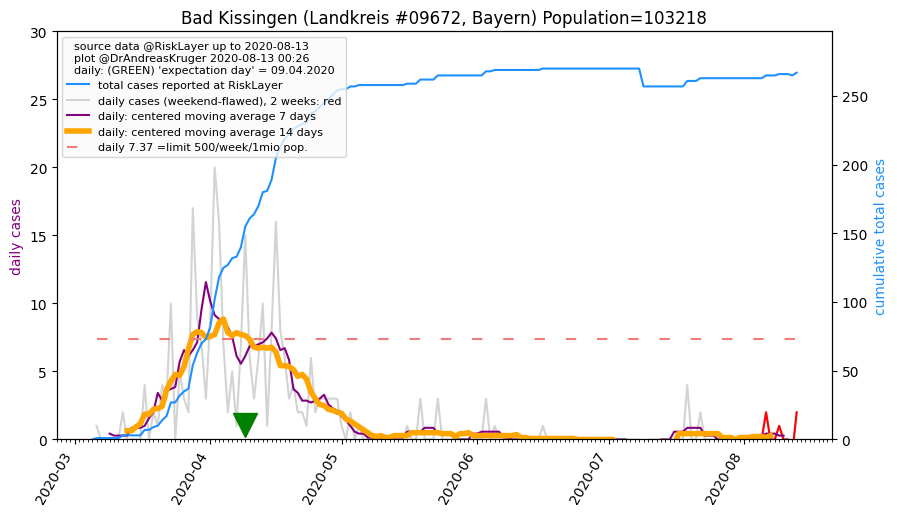 Bad Kissingen (Landkreis #09672, Bayern) Population=103218
source data @RiskLayer up to 2020-08-13
plot @DrAndreasKruger 2020-08-13 00:26
daily: (GREEN) 'expectation day' = 09.04.2020
total cases reported at RiskLayer
daily cases (weekend-flawed), 2 weeks: red
daily: centered moving average 7 days
daily: centered moving average 14 days
daily 7.37 =limit 500/week/1mio pop.
daily cases
30
25
20
15
10
5
0
cumulative total cases
250
200
150
100
50
0
2020-03
2020-04
2020-05
2020-06
2020-07
2020-08